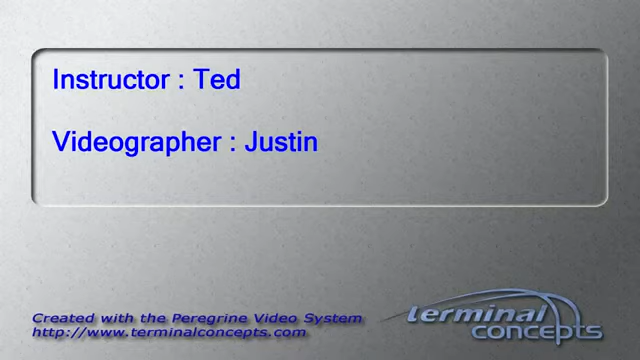 Instructor : Ted
Videographer : Justin
Created with the Peregrine Video System
http://www.terminalconcepts.com
terminal
concepts